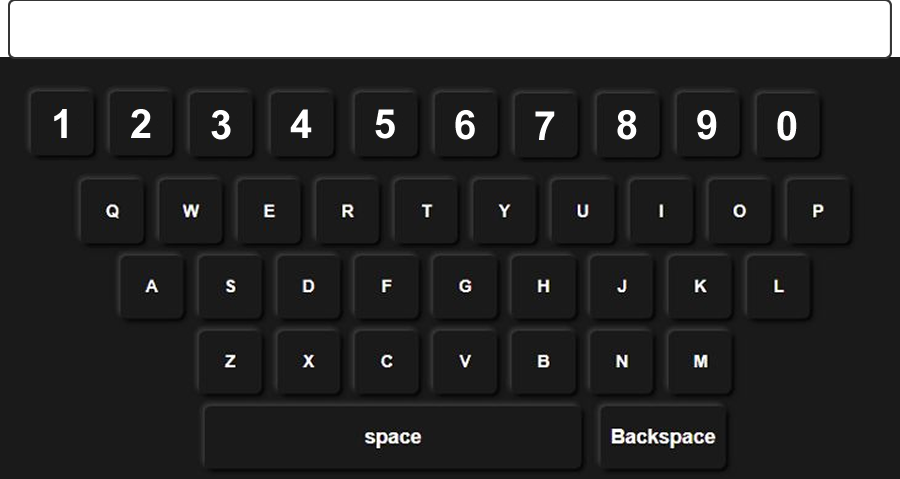 1 2 3 4 5 6 7 8 9 0
Q W E R T Y U I O P
A S D F G H J K L
Z X C V B N M
space Backspace